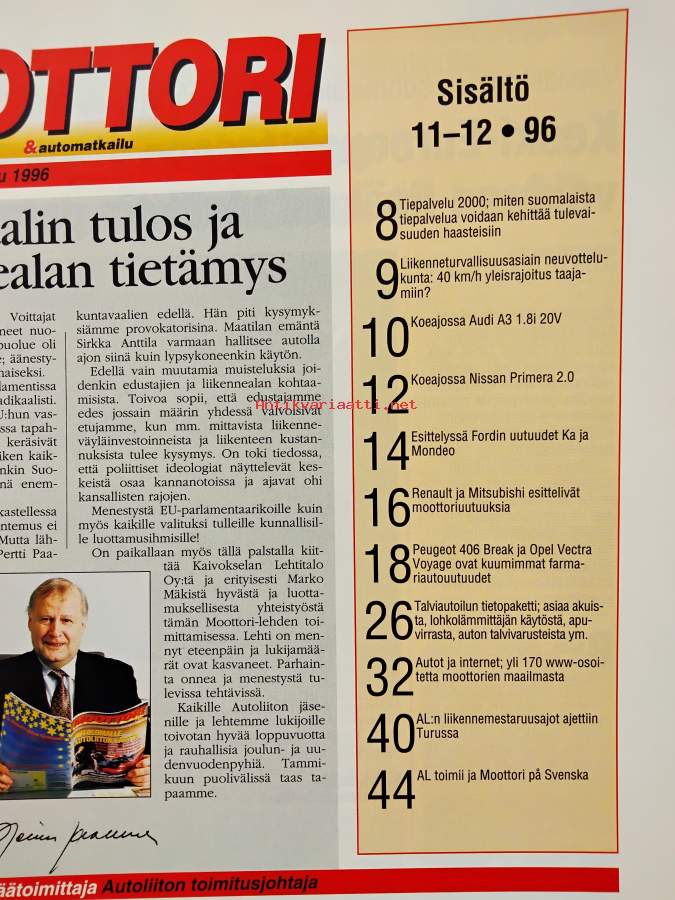 OTTORI
& automatkailu
u 1996
alin tulos ja
ealan tietämys
Voittajat
neet nuo-
puolue oli
e; äänesty-
naiseksi.
lamentissa
adikaalisti.
U:hun vas-
ssa tapah-
keräsivät
iken kaik-
nkin Suo-
nä enem-
kastellessa
ntemus ei
Mutta läh-
Pertti Paa-
kuntavaalien edellä. Hän piti kysymyk-
siämme provokatorisina. Maatilan emäntä
Sirkka Anttila varmaan hallitsee autolla
ajon siinä kuin lypsykoneenkin käytön.
Edellä vain muutamia muisteluksia joi-
denkin edustajien ja liikennealan kohtaa-
misista. Toivoa sopii, että edustajamme
edes jossain määrin yhdessä valvoisivat
etujamme, kun mm. mittavista liikenne-
väyläinvestoinneista ja liikenteen kustan-
nuksista tulee kysymys. On toki tiedossa,
että poliittiset ideologiat näyttelevät kes-
keistä osaa kannanotoissa ja ajavat ohi
kansallisten rajojen.
Menestystä EU-parlamentaarikoille kuin
myös kaikille valituksi tulleille kunnallisil-
le luottamusihmisille!
On paikallaan myös tällä palstalla kiit-
tää Kaivokselan Lehtitalo
Oy:tä ja erityisesti Marko
Mäkistä hyvästä ja luotta-
muksellisesta yhteistyöstä
tämän Moottori-lehden toi-
mittamisessa. Lehti on men-
nyt eteenpäin ja lukijamää-
rät ovat kasvaneet. Parhain-
ta onnea ja menestystä tu-
levissa tehtävissä.
Kaikille Autoliiton jäse-
nille ja lehtemme lukijoille
toivotan hyvää loppuvuotta
ja rauhallisia joulun- ja uu-
denvuodenpyhiä. Tammi-
kuun puolivälissä taas ta-
paamme.
äätoimittaja Autoliiton toimitusjohtaja
Sisältö
11–12 • 96
8 Tiepalvelu 2000; miten suomalaista
tiepalvelua voidaan kehittää tulevai-
suuden haasteisiin
9 Liikenneturvallisuusasiain neuvottelu-
kunta: 40 km/h yleisrajoitus taaja-
miin?
10 Koeajossa Audi A3 1.8i 20V
12 Koeajossa Nissan Primera 2.0
14 Esittelyssä Fordin uutuudet Ka ja
Mondeo
16 Renault ja Mitsubishi esittelivät
moottoriuutuuksia
18 Peugeot 406 Break ja Opel Vectra
Voyage ovat kuumimmat farma-
riautouutuudet
26 Talviautoilun tietopaketti; asiaa akuis-
ta, lohkolämmittäjän käytöstä, apu-
virrasta, auton talvivarusteista ym.
32 Autot ja internet; yli 170 www-osoi-
tetta moottorien maailmasta
40 AL:n liikennemestaruusajot ajettiin
Turussa
44 AL toimii ja Moottori på Svenska
Antikvariaatti.net